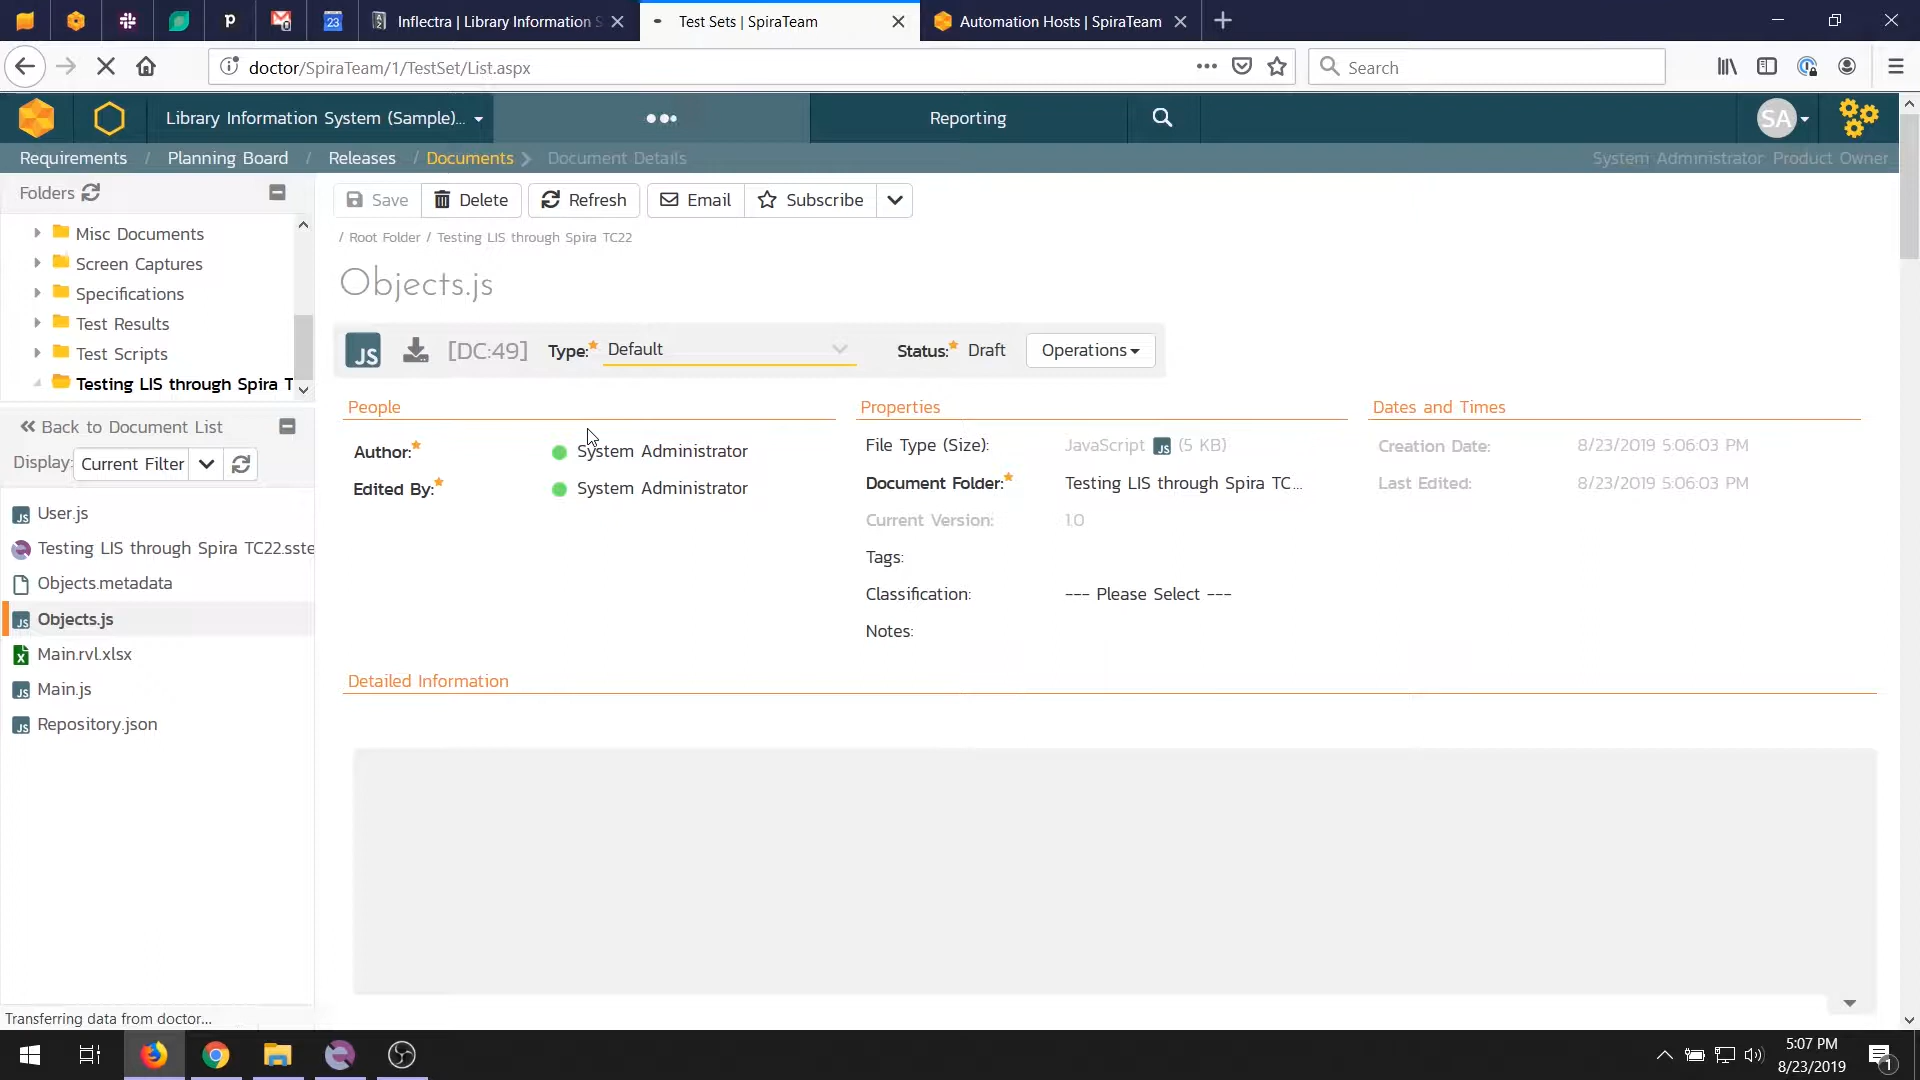 Inflectra | Library Information S
Test Sets | SpiraTeam
Automation Hosts | SpiraTeam
doctor/SpiraTeam/1/TestSet/List.aspx
Search
Library Information System (Sample)...
Reporting
SA
Requirements / Planning Board / Releases / Documents Document Details
System Administrator Product Owner
Folders
Save
Delete
Refresh
Email
Subscribe
Misc Documents
Screen Captures
Specifications
Test Results
Test Scripts
Testing LIS through Spira T
/ Root Folder / Testing LIS through Spira TC22
Objects.js
JS
[DC:49]
Type:
Default
Status:
Draft
Operations
Back to Document List
Display:
Current Filter
User.js
Testing LIS through Spira TC22.sste
Objects.metadata
Objects.js
Main.rvl.xlsx
Main.js
Repository.json
People
Author: System Administrator
Edited By: System Administrator
Properties
File Type (Size): JavaScript (5 KB)
Document Folder: Testing LIS through Spira TC...
Current Version: 1.0
Tags:
Classification: --- Please Select ---
Notes:
Dates and Times
Creation Date: 8/23/2019 5:06:03 PM
Last Edited: 8/23/2019 5:06:03 PM
Detailed Information
Transferring data from doctor...
5:07 PM
8/23/2019
1